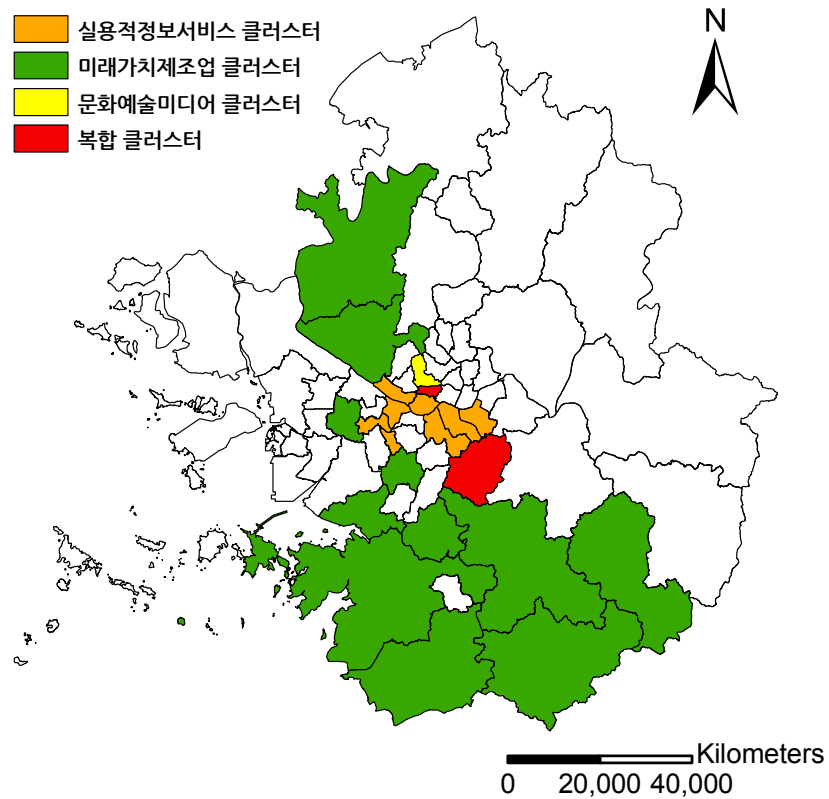 실용적정보서비스 클러스터
미래가치제조업 클러스터
문화예술미디어 클러스터
복합 클러스터
N
Kilometers
0 20,000 40,000